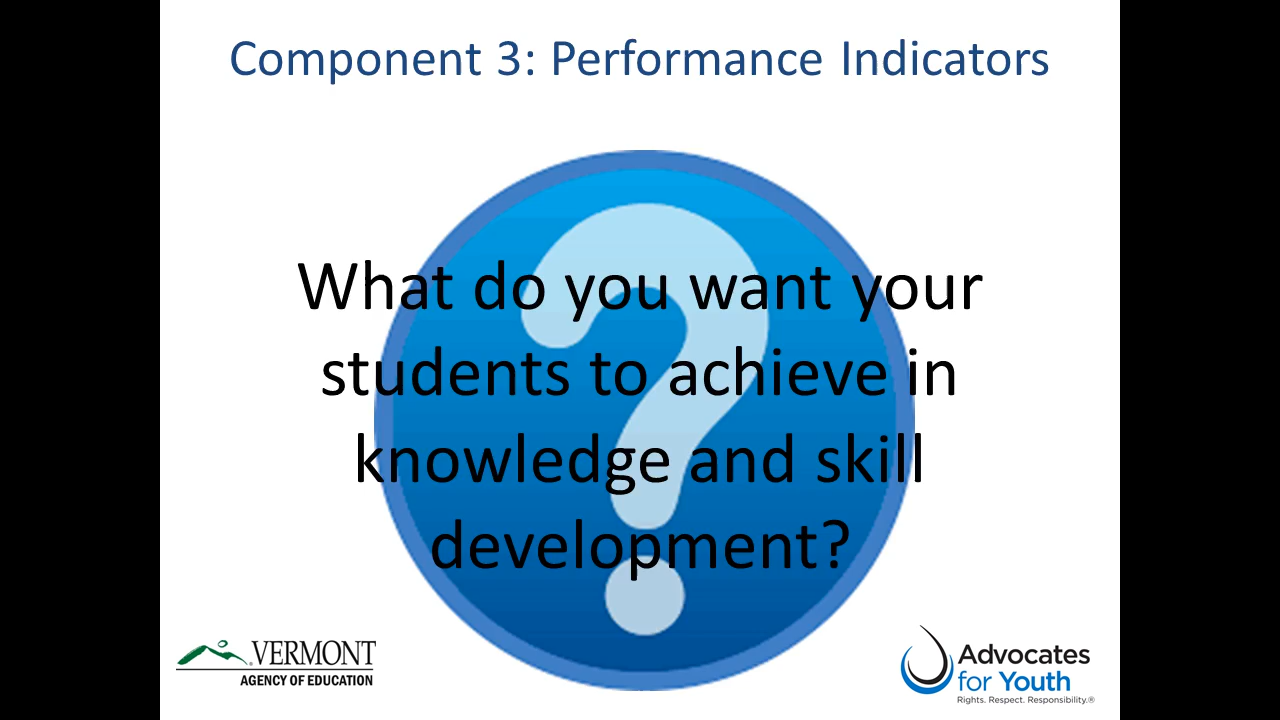 Component 3: Performance Indicators
What do you want your
students to achieve in
knowledge and skill
development?
VERMONT
AGENCY OF EDUCATION
Advocates
for Youth
Rights. Respect. Responsibility.®